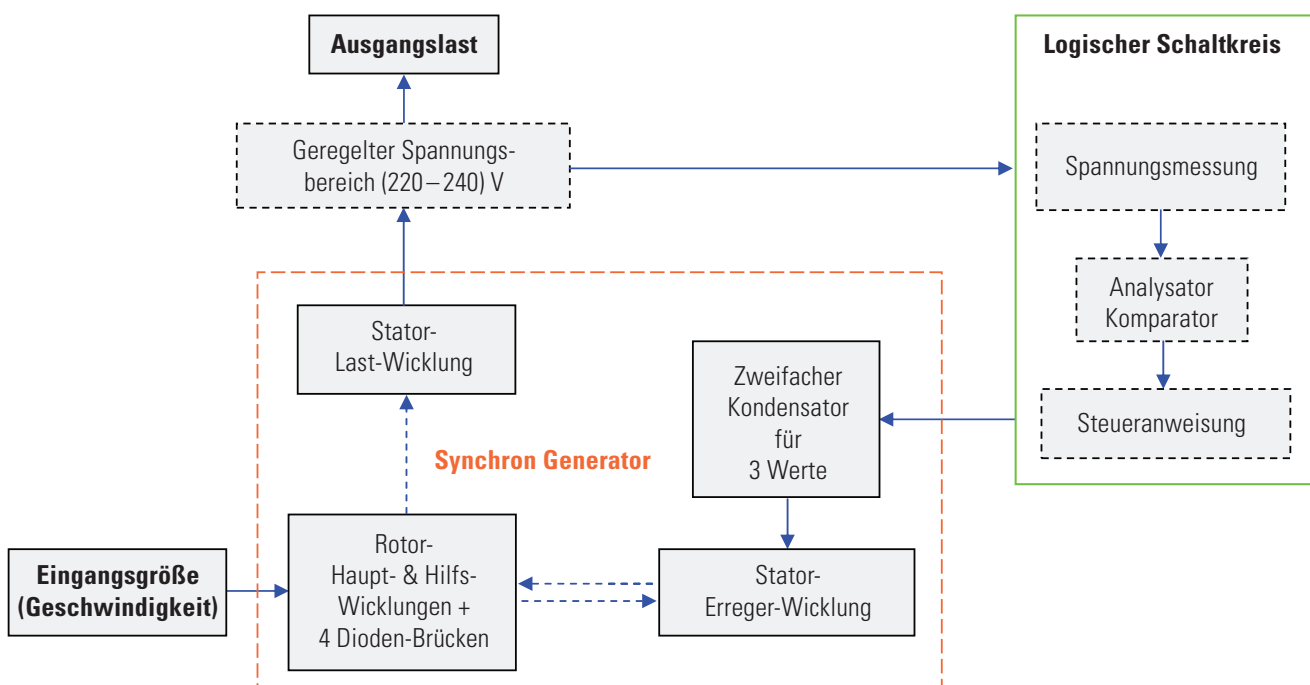 Ausgangslast
Logischer Schaltkreis
Geregelter Spannungs-
bereich (220–240) V
Spannungsmessung
Analysator
Komparator
Steueranweisung
Stator-
Last-Wicklung
Zweifacher
Kondensator
für
3 Werte
Synchron Generator
Eingangsgröße
(Geschwindigkeit)
Rotor-
Haupt- & Hilfs-
Wicklungen +
4 Dioden-Brücken
Stator-
Erreger-Wicklung